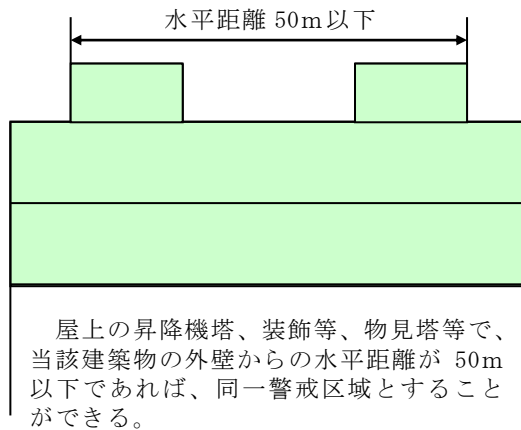 水平距離 50m以下
屋上の昇降機塔、装飾等、物見塔等で、
当該建築物の外壁からの水平距離が 50m
以下であれば、同一警戒区域とすること
ができる。